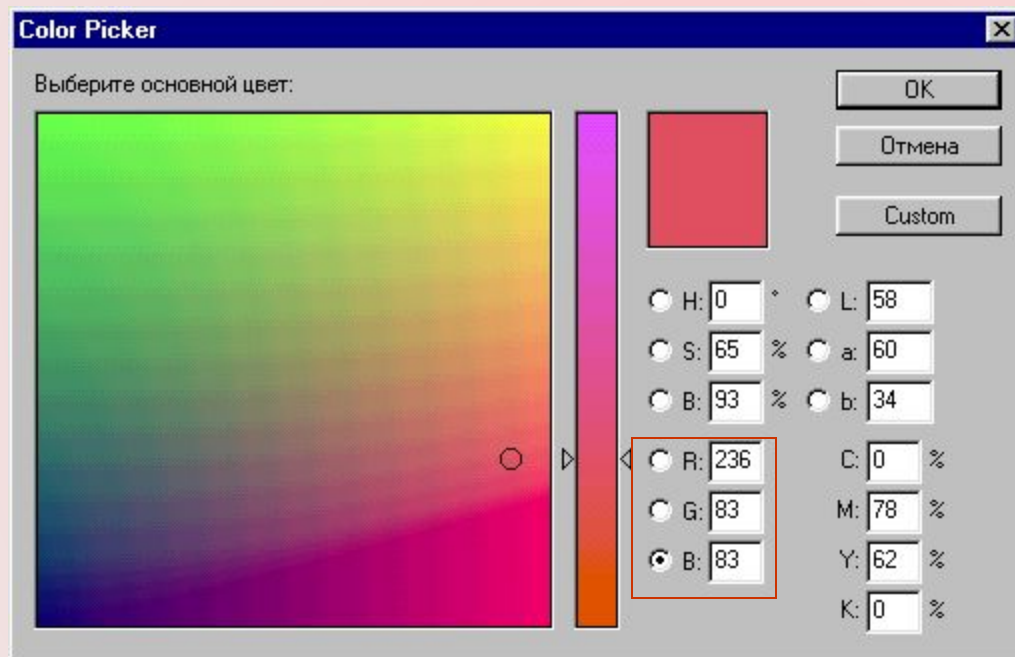 Color Picker
Выберите основной цвет:
OK
Отмена
Custom
H: 0 ° L: 58
S: 65 % a: 60
B: 93 % b: 34
R: 236 C: 0 %
G: 83 M: 78 %
B: 83 Y: 62 %
K: 0 %